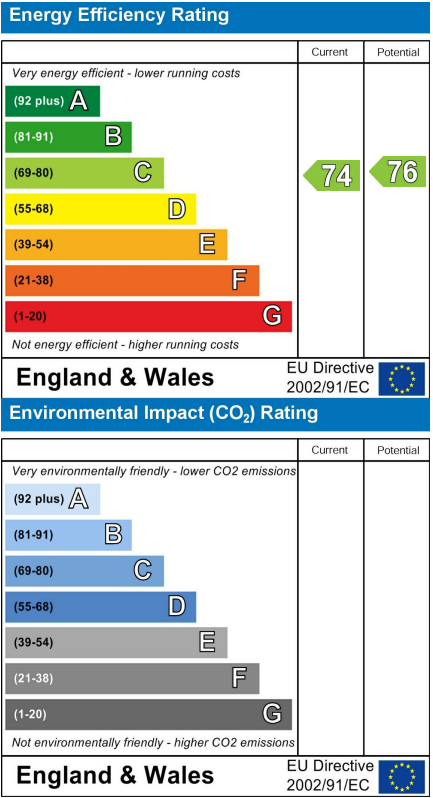 Energy Efficiency Rating
Current Potential
Very energy efficient - lower running costs
(92 plus) A
(81-91) B
(69-80) C 74 76
(55-68) D
(39-54) E
(21-38) F
(1-20) G
Not energy efficient - higher running costs
England & Wales
EU Directive
2002/91/EC
Environmental Impact (CO₂) Rating
Current Potential
Very environmentally friendly - lower CO2 emissions
(92 plus) A
(81-91) B
(69-80) C
(55-68) D
(39-54) E
(21-38) F
(1-20) G
Not environmentally friendly - higher CO2 emissions
England & Wales
EU Directive
2002/91/EC